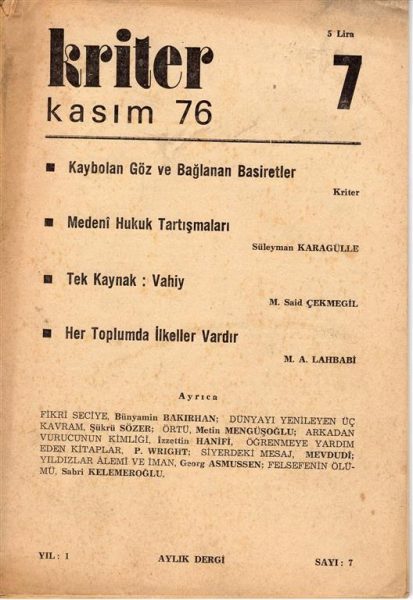 5 Lira
kriter
7
kasım 76
Kaybolan Göz ve Bağlanan Basiretler
Kriter
Medenî Hukuk Tartışmaları
Süleyman KARAGÜLLE
Tek Kaynak : Vahiy
M. Said ÇEKMEGİL
Her Toplumda İlkeller Vardır
M. A. LAHBABİ
Ayrıca
FİKRİ SECİYE, Bünyamin BAKIRHAN; DÜNYAYI YENİLEYEN ÜÇ
KAVRAM, Şükrü SÖZER; ÖRTÜ, Metin MENGÜŞOĞLU; ARKADAN
VURUCUNUN KİMLİĞİ, İzzettin HANİFİ, ÖĞRENMEYE YARDIM
EDEN KİTAPLAR, P. WRIGHT; SİYERDEKİ MESAJ, MEVDUDİ;
YILDIZLAR ÂLEMİ VE İMAN, Georg ASMUSSEN; FELSEFENİN ÖLÜ-
MÜ, Sabri KELEMEROĞLU.
YIL : 1 AYLIK DERGİ SAYI : 7